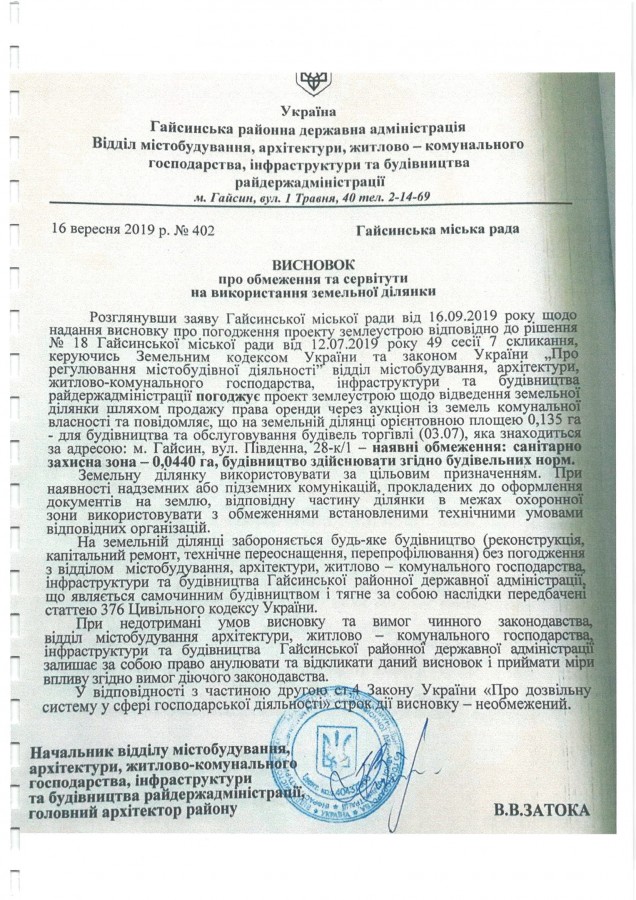 Україна
Гайсинська районна державна адміністрація
Відділ містобудування, архітектури, житлово – комунального
господарства, інфраструктури та будівництва
райдержадміністрації
м. Гайсин, вул. 1 Травня, 40 тел. 2-14-69
16 вересня 2019 р. № 402 Гайсинська міська рада
ВИСНОВОК
про обмеження та сервітути
на використання земельної ділянки
Розглянувши заяву Гайсинської міської ради від 16.09.2019 року щодо
надання висновку про погодження проекту землеустрою відповідно до рішення
№ 18 Гайсинської міської ради від 12.07.2019 року 49 сесії 7 скликання,
керуючись Земельним кодексом України та законом України „Про
регулювання містобудівної діяльності” відділ містобудування, архітектури,
житлово-комунального господарства, інфраструктури та будівництва
райдержадміністрації погоджує проект землеустрою щодо відведення земельної
ділянки шляхом продажу права оренди через аукціон із земель комунальної
власності та повідомляє, що на земельній ділянці орієнтовною площею 0,135 га
- для будівництва та обслуговування будівель торгівлі (03.07), яка знаходиться
за адресою: м. Гайсин, вул. Південна, 28-к/1 – наявні обмеження: санітарно
захисна зона – 0,0440 га, будівництво здійснювати згідно будівельних норм.
Земельну ділянку використовувати за цільовим призначенням. При
наявності надземних або підземних комунікацій, прокладених до оформлення
документів на землю, відповідну частину ділянки в межах охоронної
зони використовувати з обмеженнями встановленими технічними умовами
відповідних організацій.
На земельній ділянці забороняється будь-яке будівництво (реконструкція,
капітальний ремонт, технічне переоснащення, перепрофілювання) без погодження
з відділом містобудування, архітектури, житлово – комунального господарства,
інфраструктури та будівництва Гайсинської районної державної адміністрації,
що являється самочинним будівництвом і тягне за собою наслідки передбачені
статтею 376 Цивільного кодексу України.
При недотримані умов висновку та вимог чинного законодавства,
відділ містобудування архітектури, житлово – комунального господарства,
інфраструктури та будівництва Гайсинської районної державної адміністрації
залишає за собою право анулювати та відкликати даний висновок і приймати міри
впливу згідно вимог діючого законодавства.
У відповідності з частиною другою ст.4 Закону України «Про дозвільну
систему у сфері господарської діяльності» строк дії висновку – необмежений.
Начальник відділу містобудування,
архітектури, житлово-комунального
господарства, інфраструктури
та будівництва райдержадміністрації,
головний архітектор району В.В.ЗАТОКА